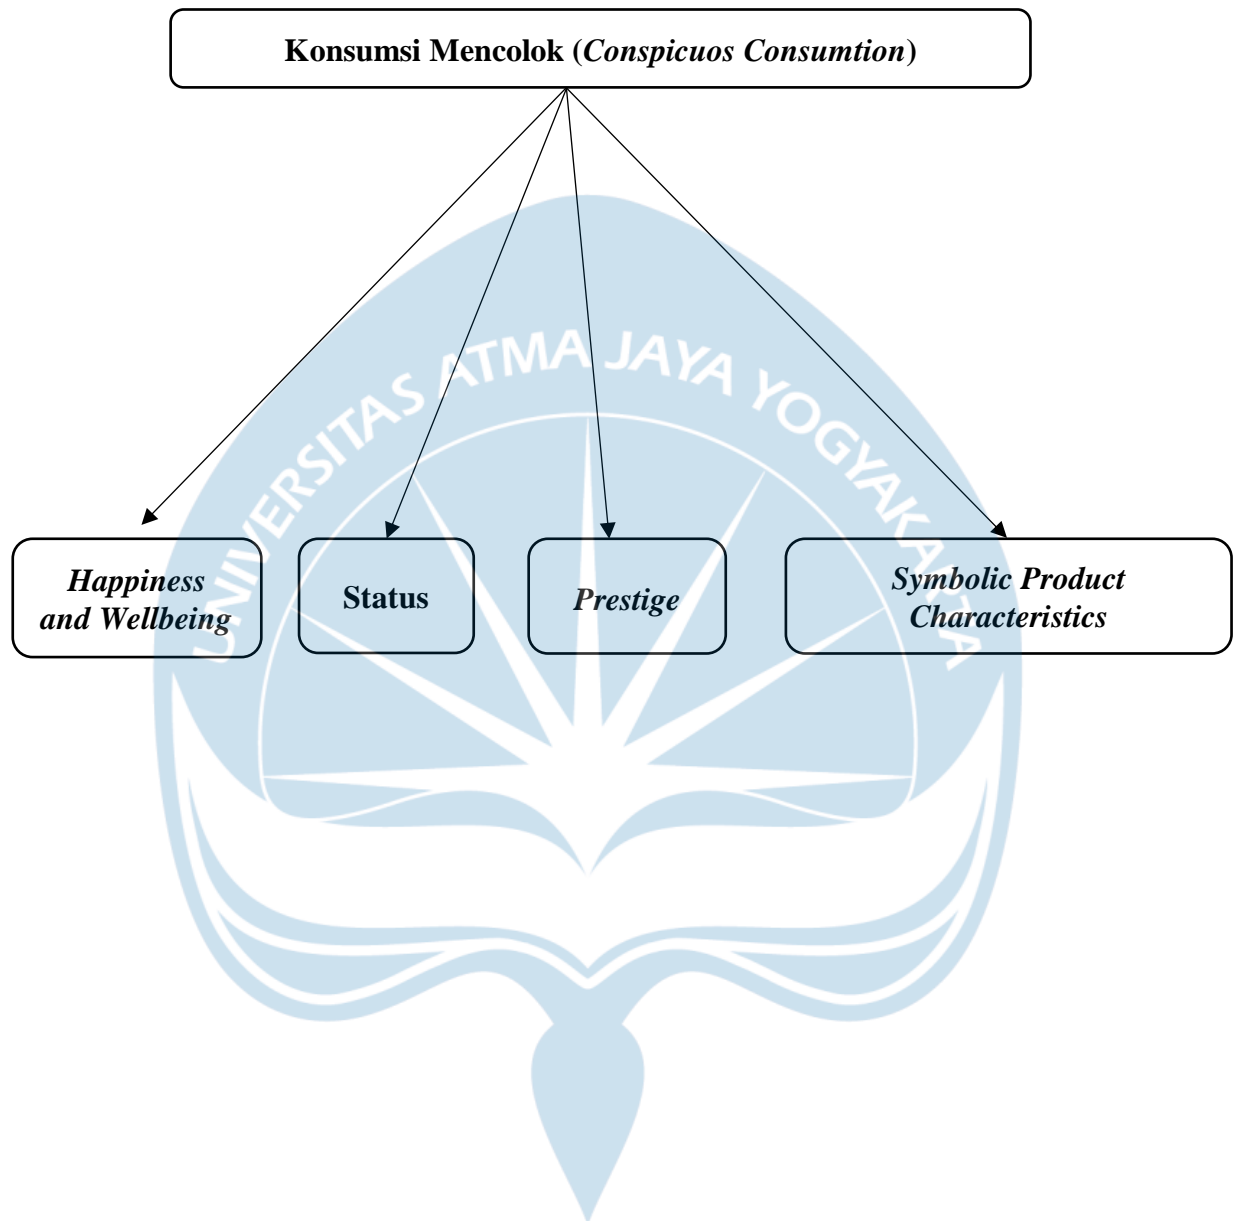 Konsumsi Mencolok (Conspicuos Consumtion)
UNIVERSITAS ATMA JAYA YOGYAKARTA
Happiness
and Wellbeing
Status
Prestige
Symbolic Product
Characteristics